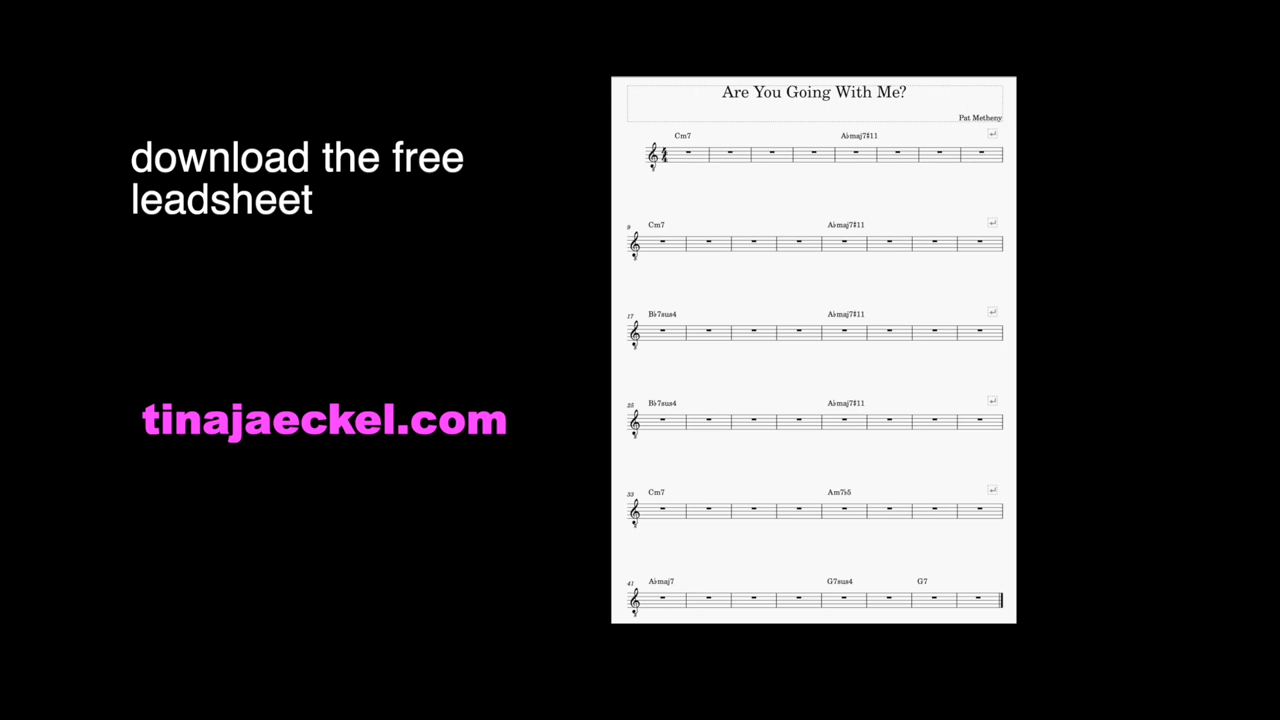 download the free
leadsheet
tinajaeckel.com
Are You Going With Me?
Pat Metheny
Cm7 A♭maj7♯11
9
Cm7 A♭maj7♯11
17
B♭7sus4 A♭maj7♯11
25
B♭7sus4 A♭maj7♯11
33
Cm7 Am7♭5
41
A♭maj7 G7sus4 G7